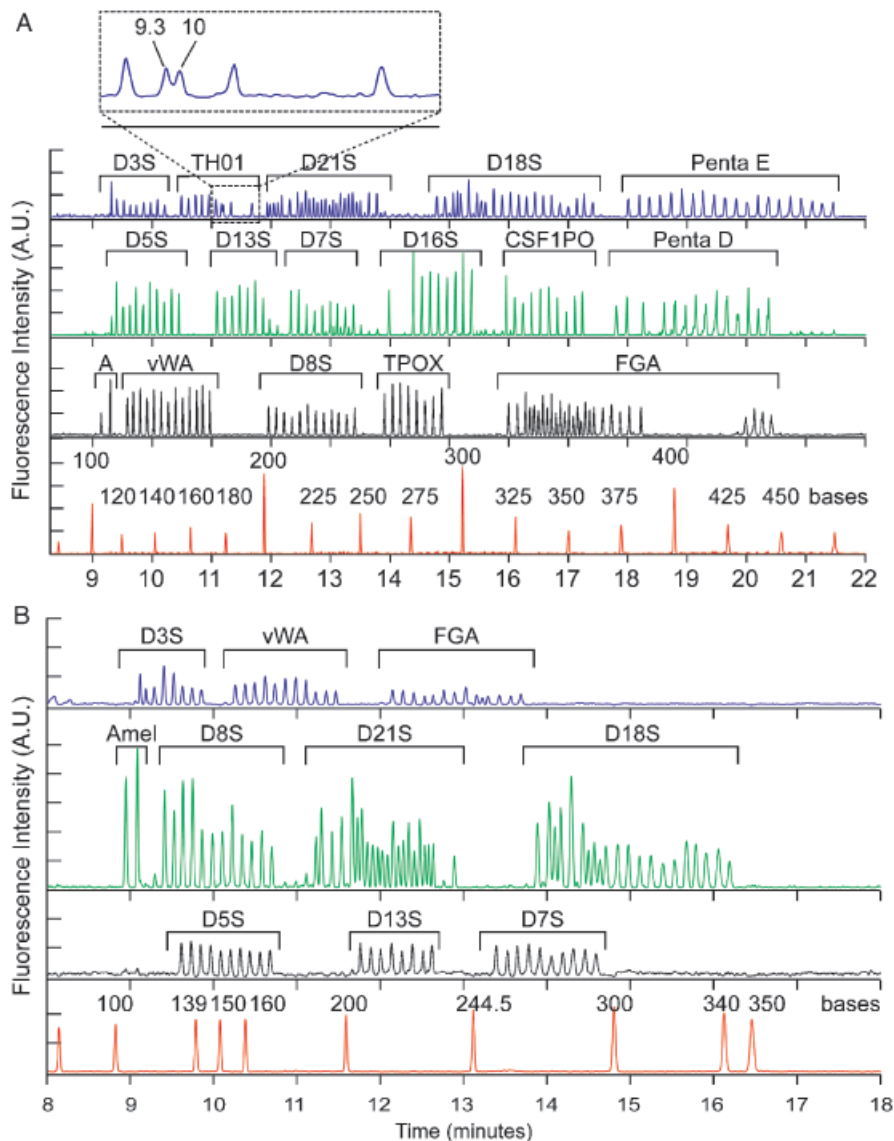 A
9.3 10
D3S TH01 D21S D18S Penta E
D5S D13S D7S D16S CSF1PO Penta D
A vWA D8S TPOX FGA
100 200 300 400
120 140 160 180 225 250 275 325 350 375 425 450 bases
9 10 11 12 13 14 15 16 17 18 19 20 21 22
Fluorescence Intensity (A.U.)
B
D3S vWA FGA
Amel D8S D21S D18S
D5S D13S D7S
100 139 150 160 200 244.5 300 340 350 bases
8 9 10 11 12 13 14 15 16 17 18
Time (minutes)
Fluorescence Intensity (A.U.)